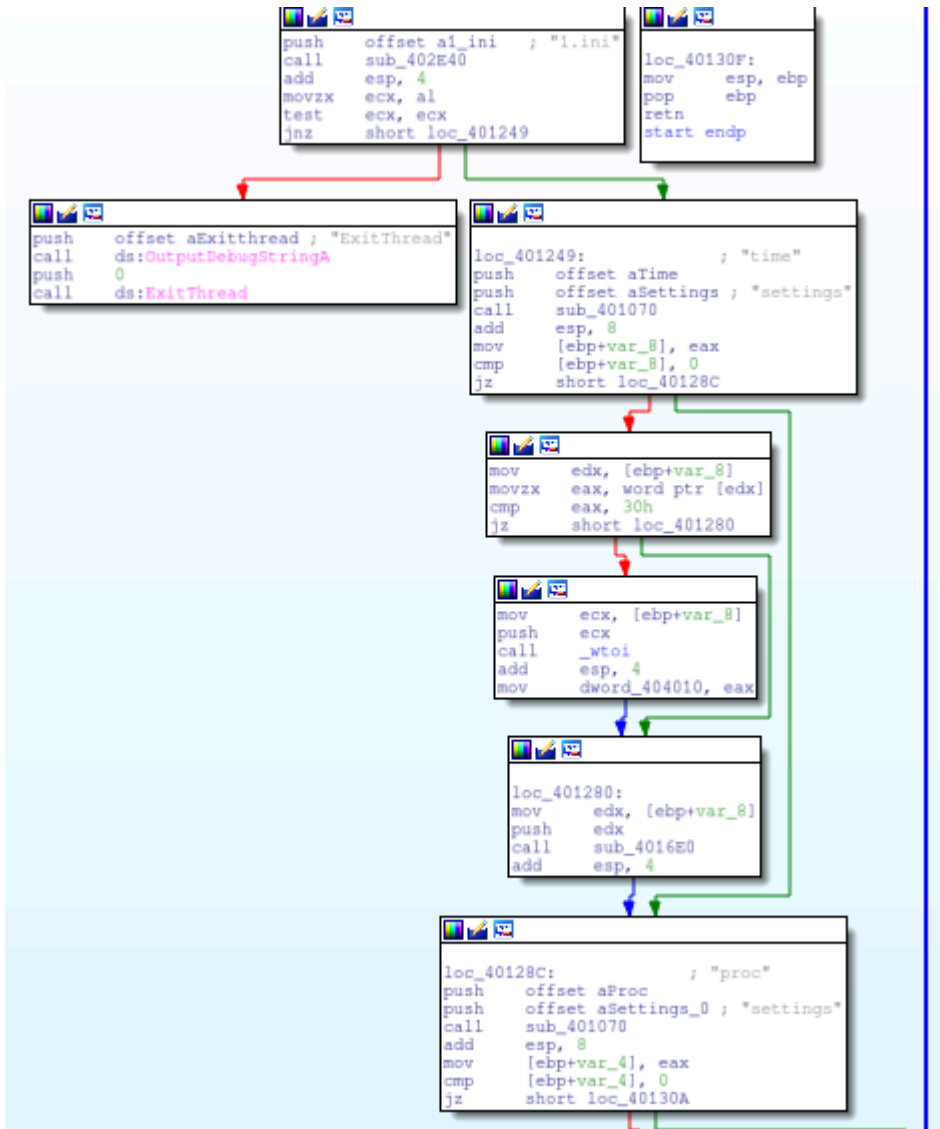 push offset a1_ini ; "1.ini"
call sub_402E40
add esp, 4
movzx ecx, al
test ecx, ecx
jnz short loc_401249
loc_40130F:
mov esp, ebp
pop ebp
retn
start endp
push offset aExitthread ; "ExitThread"
call ds:OutputDebugStringA
push 0
call ds:ExitThread
loc_401249: ; "time"
push offset aTime
push offset aSettings ; "settings"
call sub_401070
add esp, 8
mov [ebp+var_8], eax
cmp [ebp+var_8], 0
jz short loc_40128C
mov edx, [ebp+var_8]
movzx eax, word ptr [edx]
cmp eax, 30h
jz short loc_401280
mov ecx, [ebp+var_8]
push ecx
call _wtoi
add esp, 4
mov dword_404010, eax
loc_401280:
mov edx, [ebp+var_8]
push edx
call sub_4016E0
add esp, 4
loc_40128C: ; "proc"
push offset aProc
push offset aSettings_0 ; "settings"
call sub_401070
add esp, 8
mov [ebp+var_4], eax
cmp [ebp+var_4], 0
jz short loc_40130A